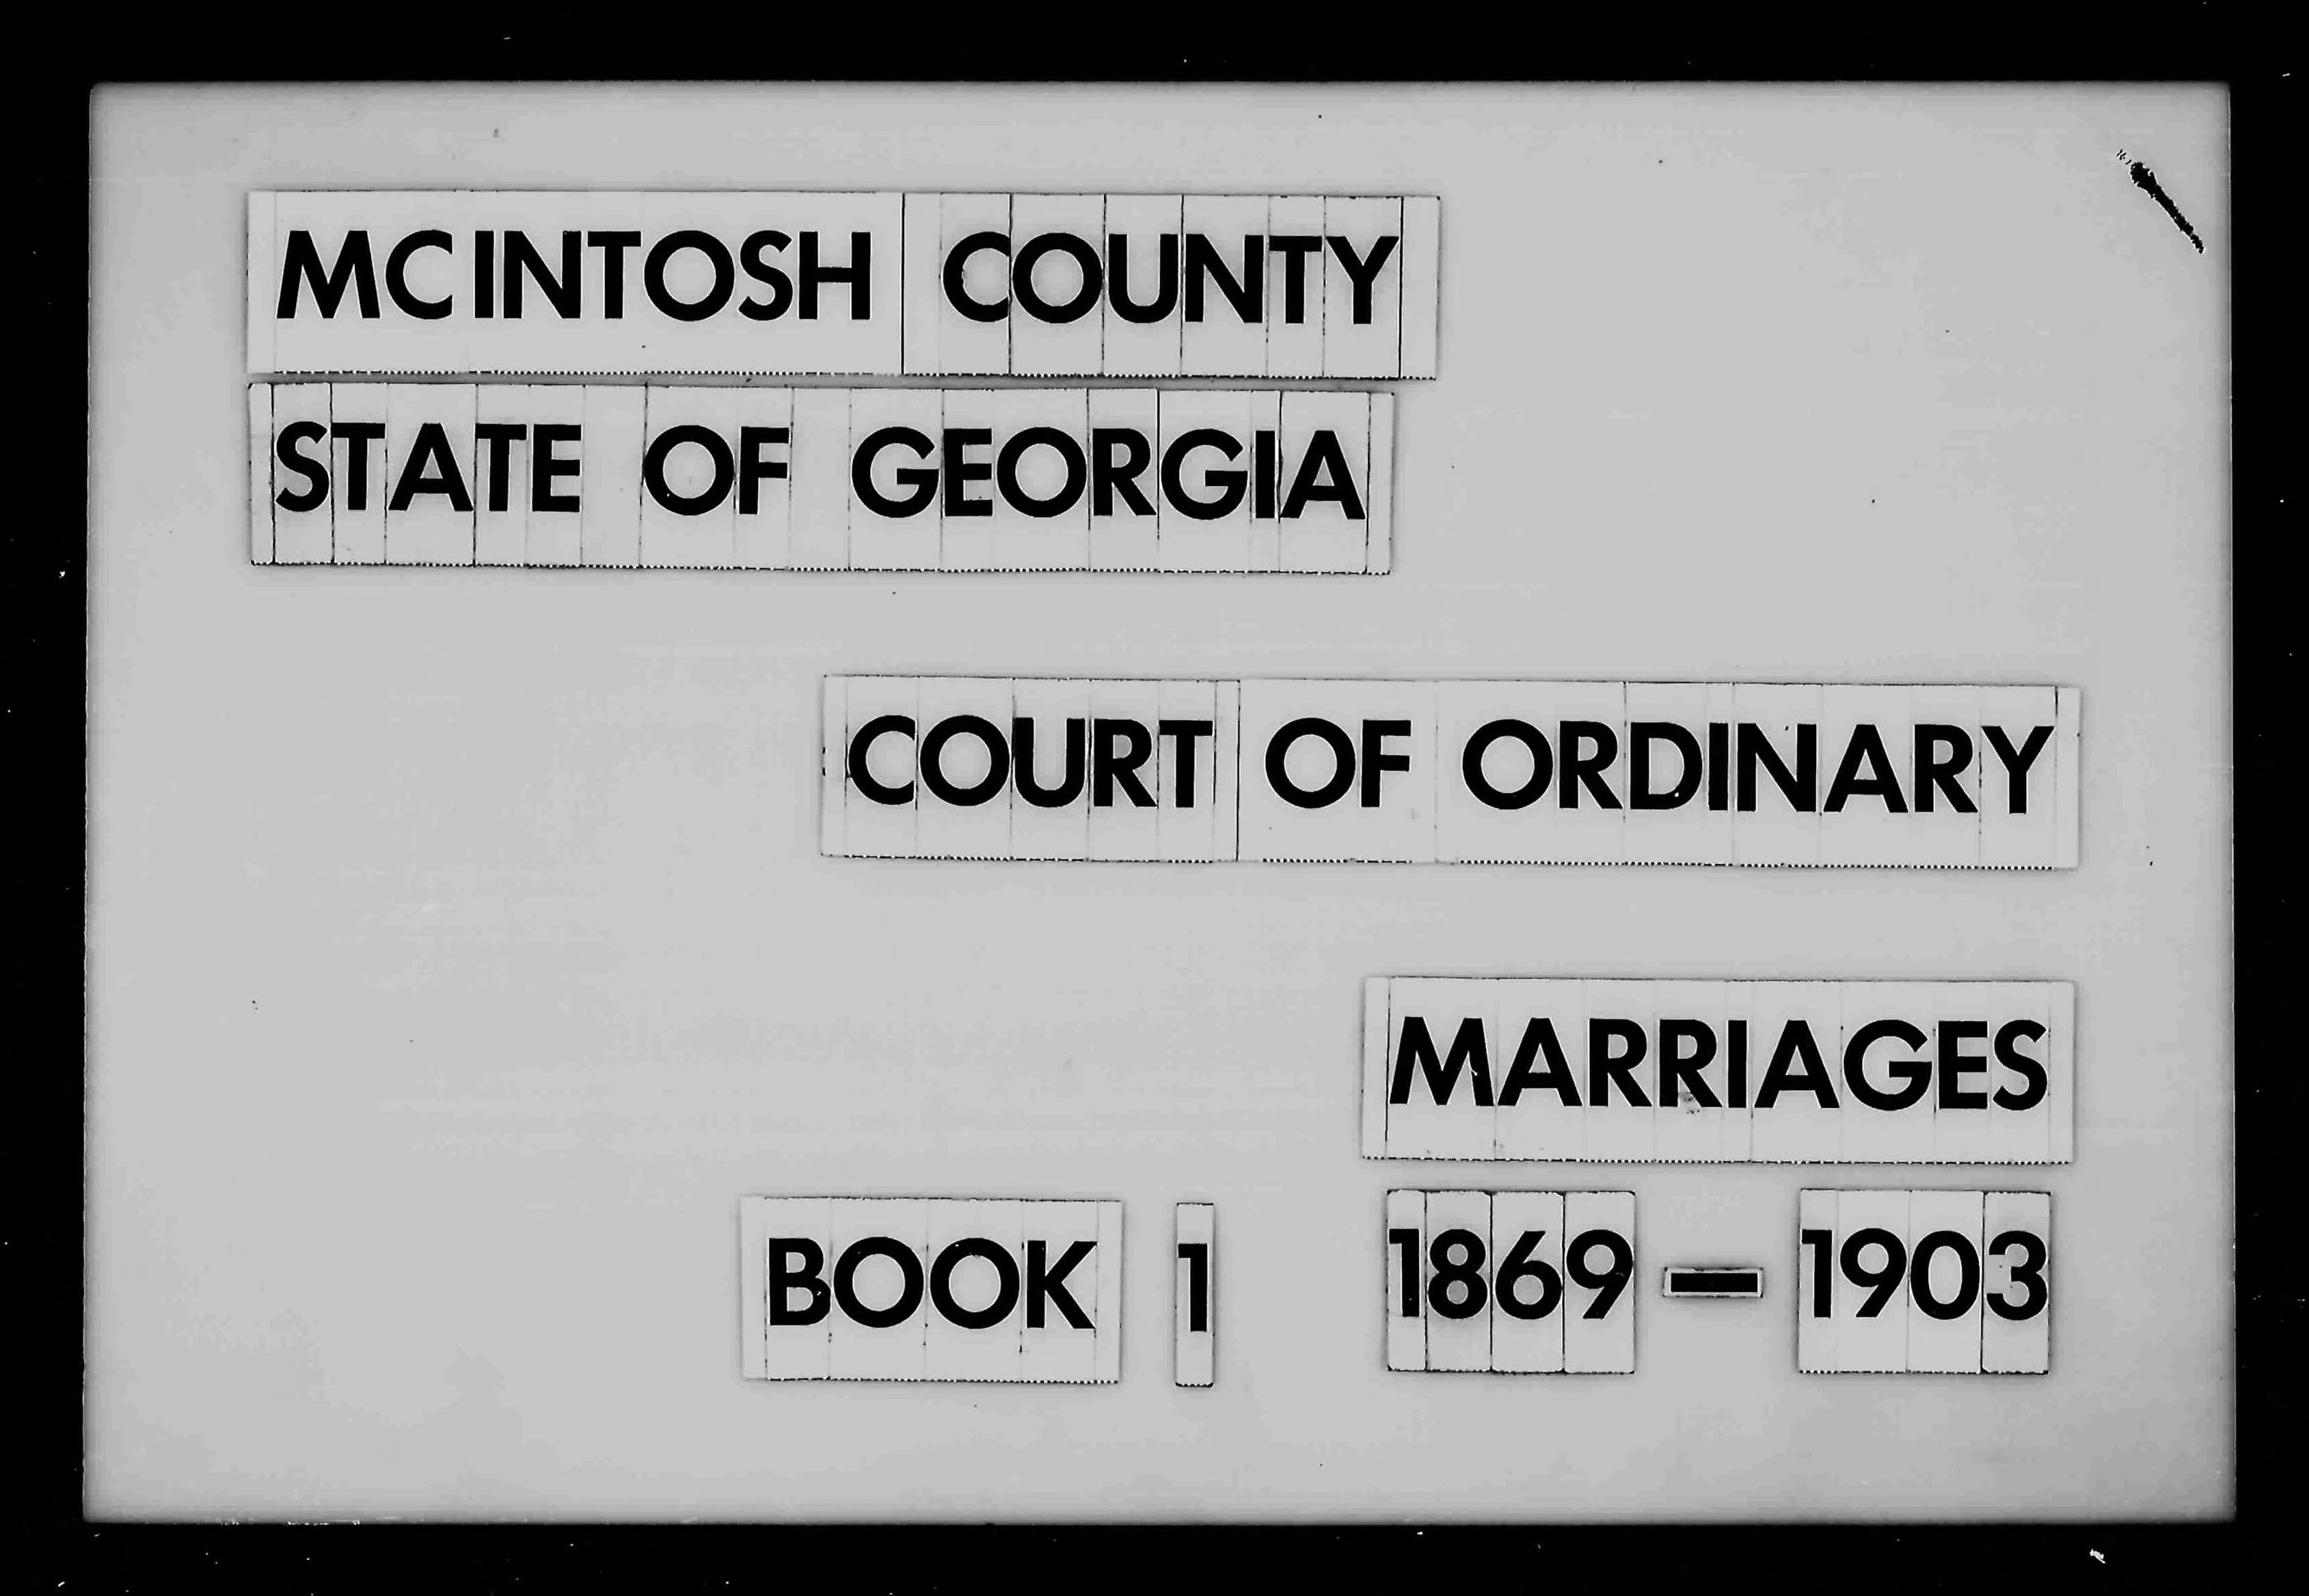 MCINTOSH COUNTY
STATE OF GEORGIA
COURT OF ORDINARY
MARRIAGES
BOOK 1 1869 — 1903